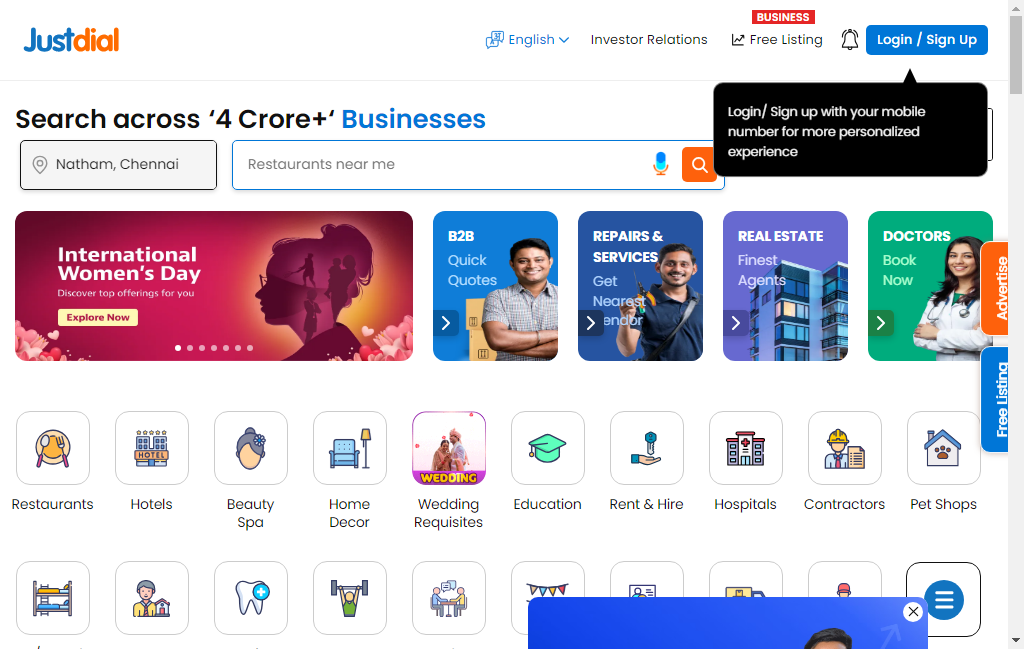 BUSINESS
Justdial
English
Investor Relations
Free Listing
Login / Sign Up
Login/ Sign up with your mobile
number for more personalized
experience
Search across ‘4 Crore+‘ Businesses
Natham, Chennai
Restaurants near me
International
Women's Day
Discover top offerings for you
Explore Now
B2B
Quick
Quotes
REPAIRS &
SERVICES
Get
Nearest
Vendor
REAL ESTATE
Finest
Agents
DOCTORS
Book
Now
Advertise
Free Listing
HOTEL
WEDDING
Restaurants
Hotels
Beauty
Spa
Home
Decor
Wedding
Requisites
Education
Rent & Hire
Hospitals
Contractors
Pet Shops